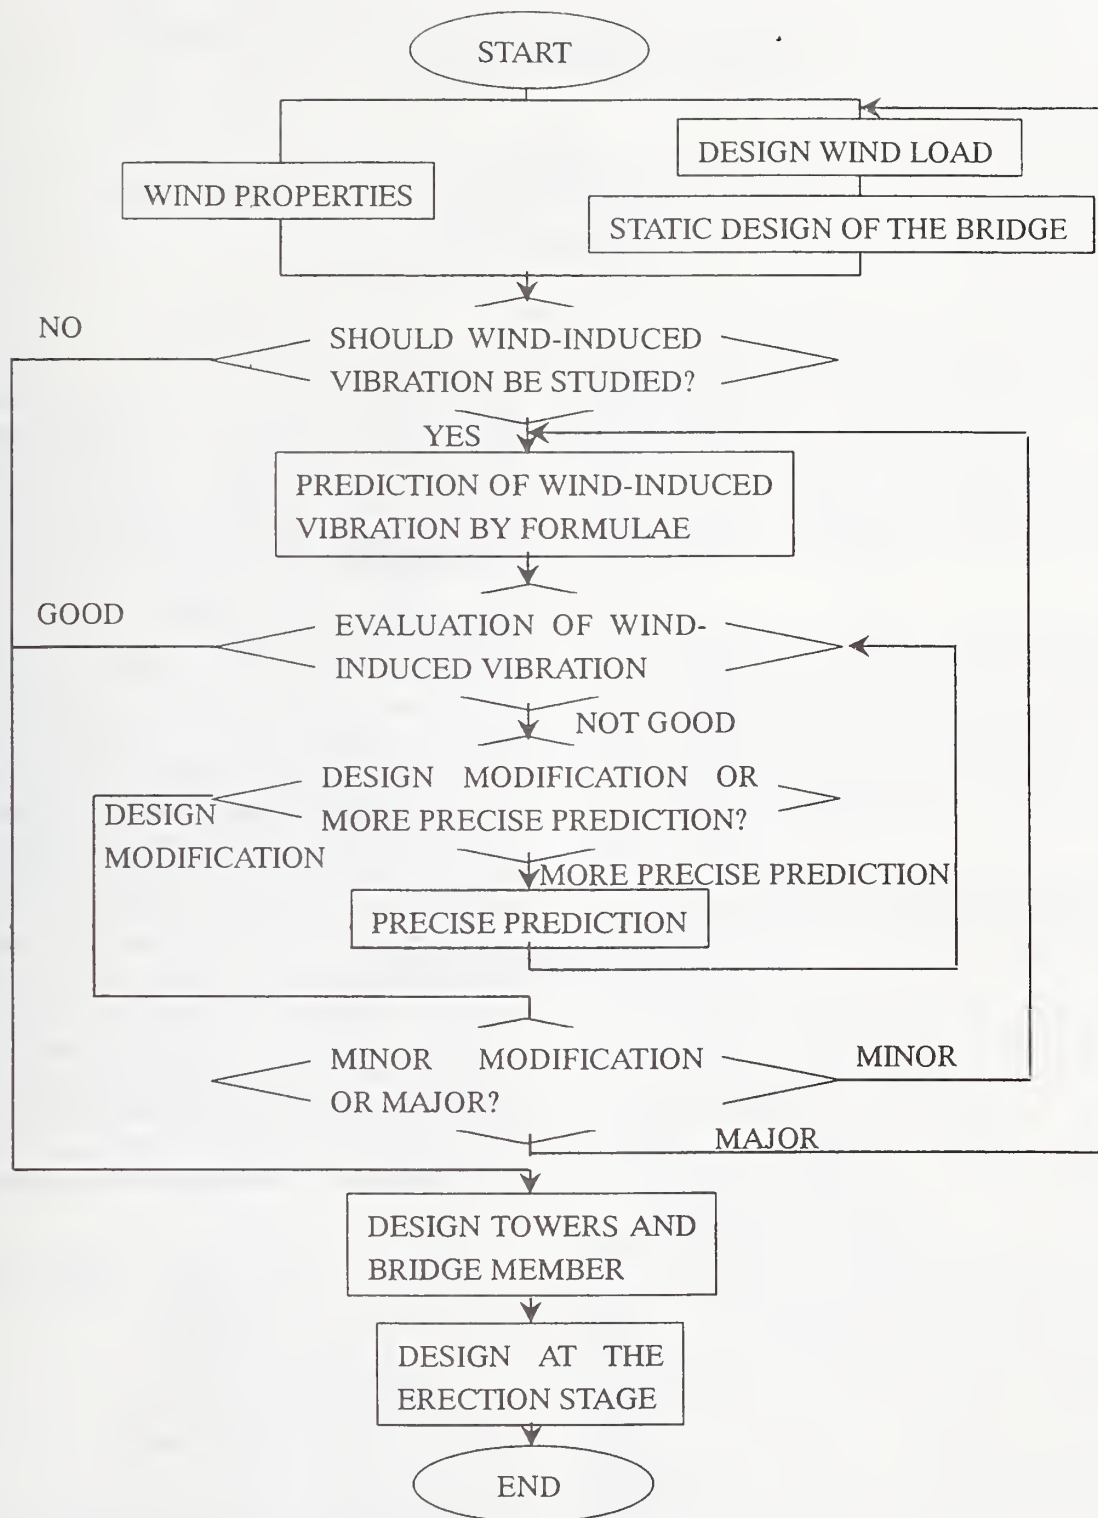 START
DESIGN WIND LOAD
WIND PROPERTIES
STATIC DESIGN OF THE BRIDGE
NO
SHOULD WIND-INDUCED
VIBRATION BE STUDIED?
YES
PREDICTION OF WIND-INDUCED
VIBRATION BY FORMULAE
GOOD
EVALUATION OF WIND-
INDUCED VIBRATION
NOT GOOD
DESIGN MODIFICATION OR
MORE PRECISE PREDICTION?
DESIGN
MODIFICATION
MORE PRECISE PREDICTION
PRECISE PREDICTION
MINOR MODIFICATION
OR MAJOR?
MINOR
MAJOR
DESIGN TOWERS AND
BRIDGE MEMBER
DESIGN AT THE
ERECTION STAGE
END